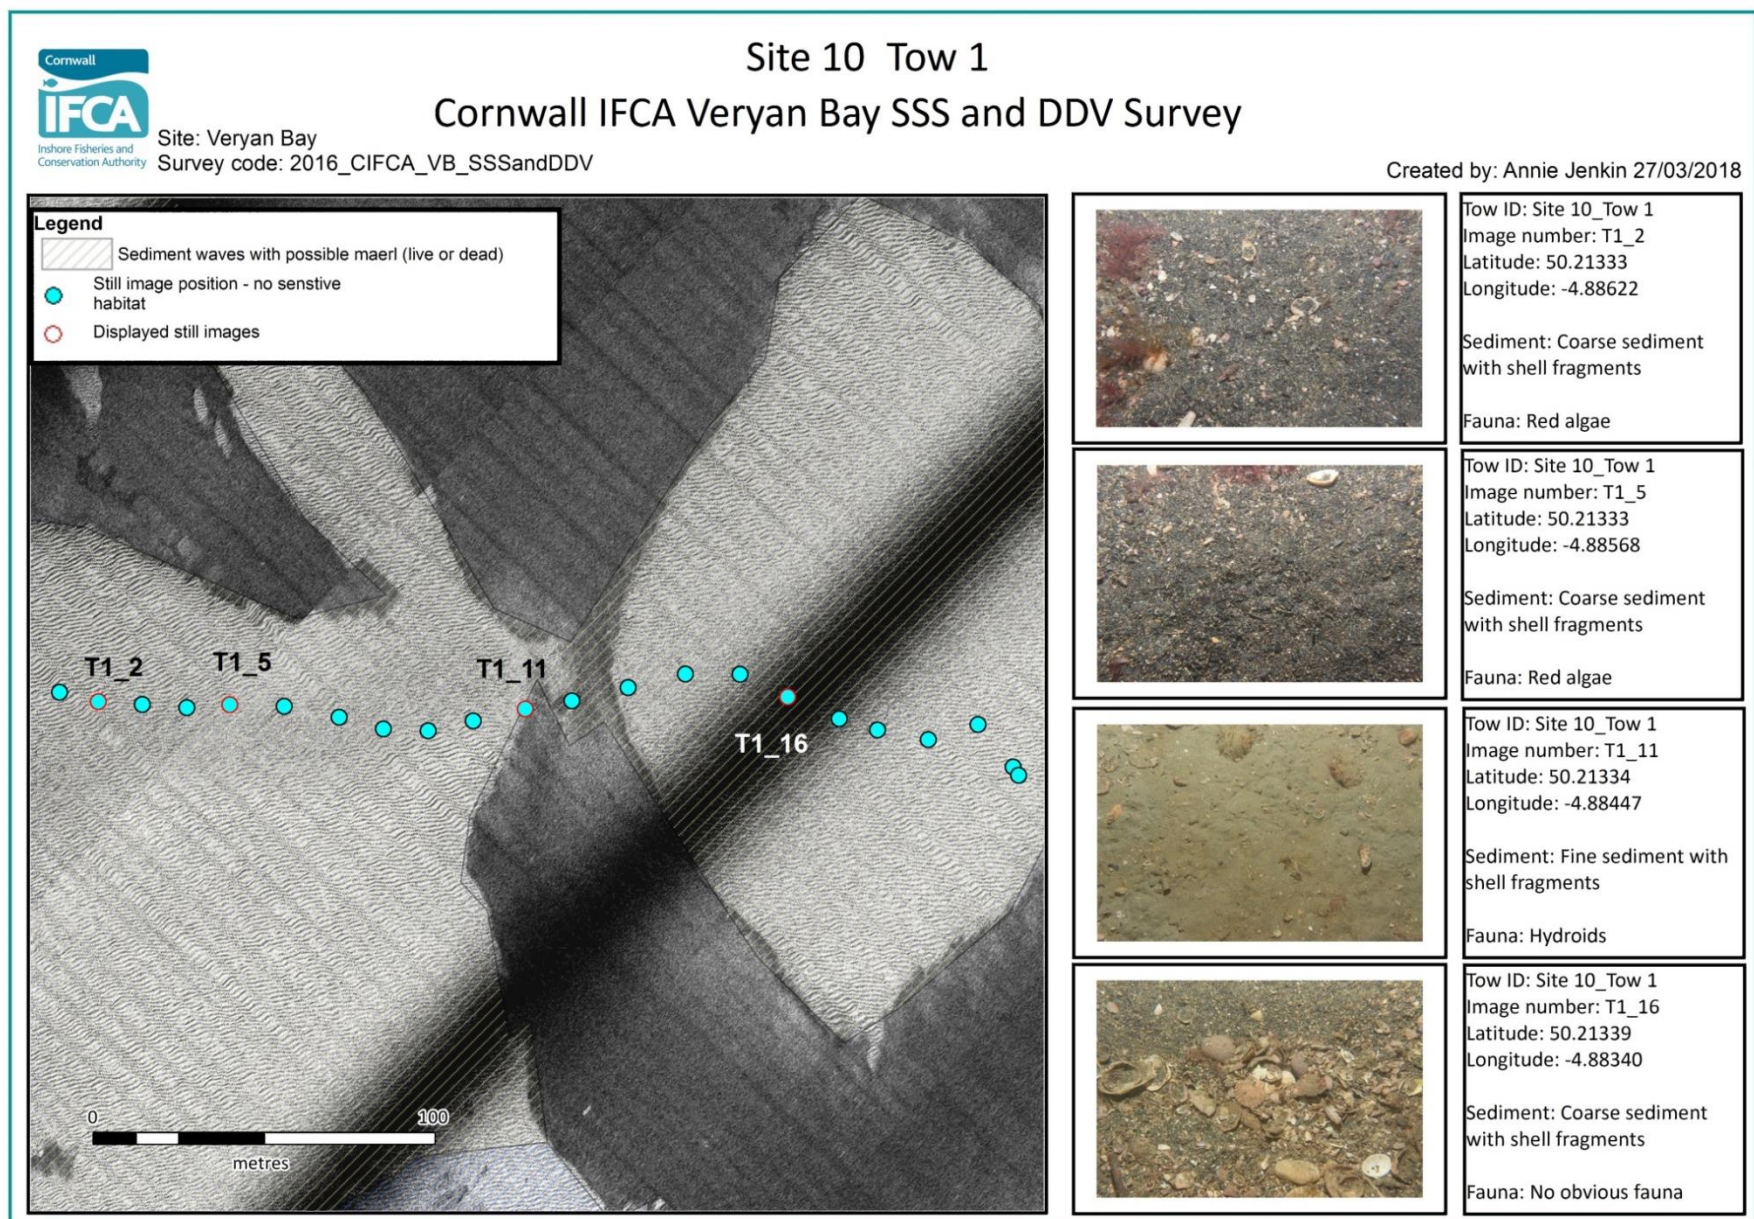 Site 10 Tow 1
Cornwall IFCA Veryan Bay SSS and DDV Survey
Cornwall
IFCA
Inshore Fisheries and
Conservation Authority
Site: Veryan Bay
Survey code: 2016_CIFCA_VB_SSSandDDV
Created by: Annie Jenkin 27/03/2018
Legend
Sediment waves with possible maerl (live or dead)
Still image position - no senstive
habitat
Displayed still images
T1_2
T1_5
T1_11
T1_16
0
100
metres
Tow ID: Site 10_Tow 1
Image number: T1_2
Latitude: 50.21333
Longitude: -4.88622
Sediment: Coarse sediment
with shell fragments
Fauna: Red algae
Tow ID: Site 10_Tow 1
Image number: T1_5
Latitude: 50.21333
Longitude: -4.88568
Sediment: Coarse sediment
with shell fragments
Fauna: Red algae
Tow ID: Site 10_Tow 1
Image number: T1_11
Latitude: 50.21334
Longitude: -4.88447
Sediment: Fine sediment with
shell fragments
Fauna: Hydroids
Tow ID: Site 10_Tow 1
Image number: T1_16
Latitude: 50.21339
Longitude: -4.88340
Sediment: Coarse sediment
with shell fragments
Fauna: No obvious fauna